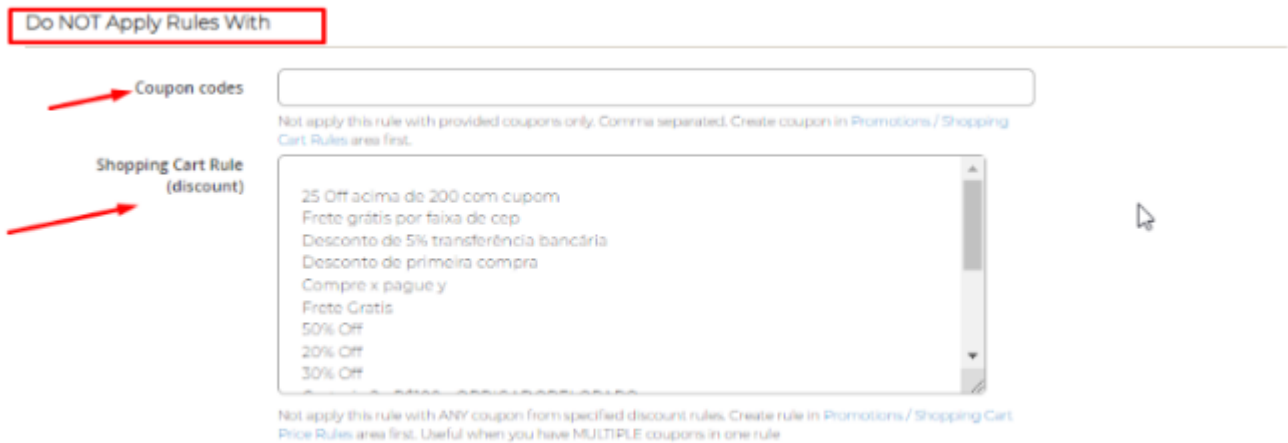 Do NOT Apply Rules With
Coupon codes
Not apply this rule with provided coupons only. Comma separated. Create coupon in Promotions / Shopping
Cart Rules area first.
Shopping Cart Rule
(discount)
25 Off acima de 200 com cupom
Frete grátis por faixa de cep
Desconto de 5% transferência bancária
Desconto de primeira compra
Compre x pague y
Frete Gratis
50% Off
20% Off
30% Off
Not apply this rule with ANY coupon from specified discount rules. Create rule in Promotions / Shopping Cart
Price Rules area first. Useful when you have MULTIPLE coupons in one rule